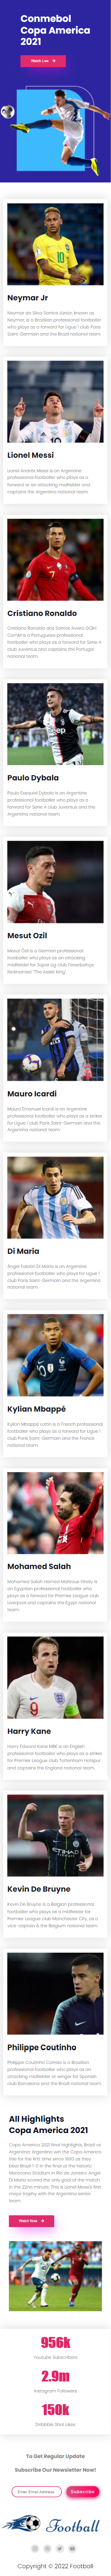 Conmebol
Copa America
2021
Watch Live
Neymar Jr
Neymar da Silva Santos Júnior, known as
Neymar, is a Brazilian professional footballer
who plays as a forward for Ligue 1 club Paris
Saint-Germain and the Brazil national team.
Lionel Messi
Lionel Andrés Messi is an Argentine
professional footballer who plays as a
forward or an attacking midfielder and
captains the Argentina national team.
Cristiano Ronaldo
Cristiano Ronaldo dos Santos Aveiro GOIH
ComM is a Portuguese professional
footballer who plays as a forward for Serie A
club Juventus and captains the Portugal
national team.
Paulo Dybala
Paulo Exequiel Dybala is an Argentine
professional footballer who plays as a
forward for Serie A club Juventus and the
Argentina national team.
Mesut Ozil
Mesut Özil is a German professional
footballer who plays as an attacking
midfielder for Süper Lig club Fenerbahçe.
Nicknamed "The Assist King".
Mauro Icardi
Mauro Emanuel Icardi is an Argentine
professional footballer who plays as a striker
for Ligue 1 club Paris Saint-Germain and the
Argentina national team.
Di Maria
Ángel Fabián Di María is an Argentine
professional footballer who plays for Ligue 1
club Paris Saint-Germain and the Argentina
national team.
Kylian Mbappé
Kylian Mbappé Lottin is a French professional
footballer who plays as a forward for Ligue 1
club Paris Saint-Germain and the France
national team.
Mohamed Salah
Mohamed Salah Hamed Mahrous Ghaly is
an Egyptian professional footballer who
plays as a forward for Premier League club
Liverpool and captains the Egypt national
team.
Harry Kane
Harry Edward Kane MBE is an English
professional footballer who plays as a striker
for Premier League club Tottenham Hotspur
and captains the England national team.
Kevin De Bruyne
Kevin De Bruyne is a Belgian professional
footballer who plays as a midfielder for
Premier League club Manchester City, as a
vice-captain & the Belgium national team.
Philippe Coutinho
Philippe Coutinho Correia is a Brazilian
professional footballer who plays as an
attacking midfielder or winger for Spanish
club Barcelona and the Brazil national team.
All Highlights
Copa America 2021
Copa America 2021 final highlights, Brazil vs
Argentina: Argentina win the Copa America
title for the first time since 1993 as they
beat Brazil 1-0 in the final at the historic
Maracana Stadium in Rio de Janeiro. Angel
Di Maria scored the only goal of the match
in the 22nd minute. This is Lionel Messi's first
major trophy with the Argentina senior
team.
Watch Now
956k
Youtube Subscribers
2.9m
Instagram Followers
150k
Dribbble Shot Likes
To Get Regular Update
Subscribe Our Newsletter Now!
Enter Email Address
Subscribe
Football
Copyright © 2022 Football